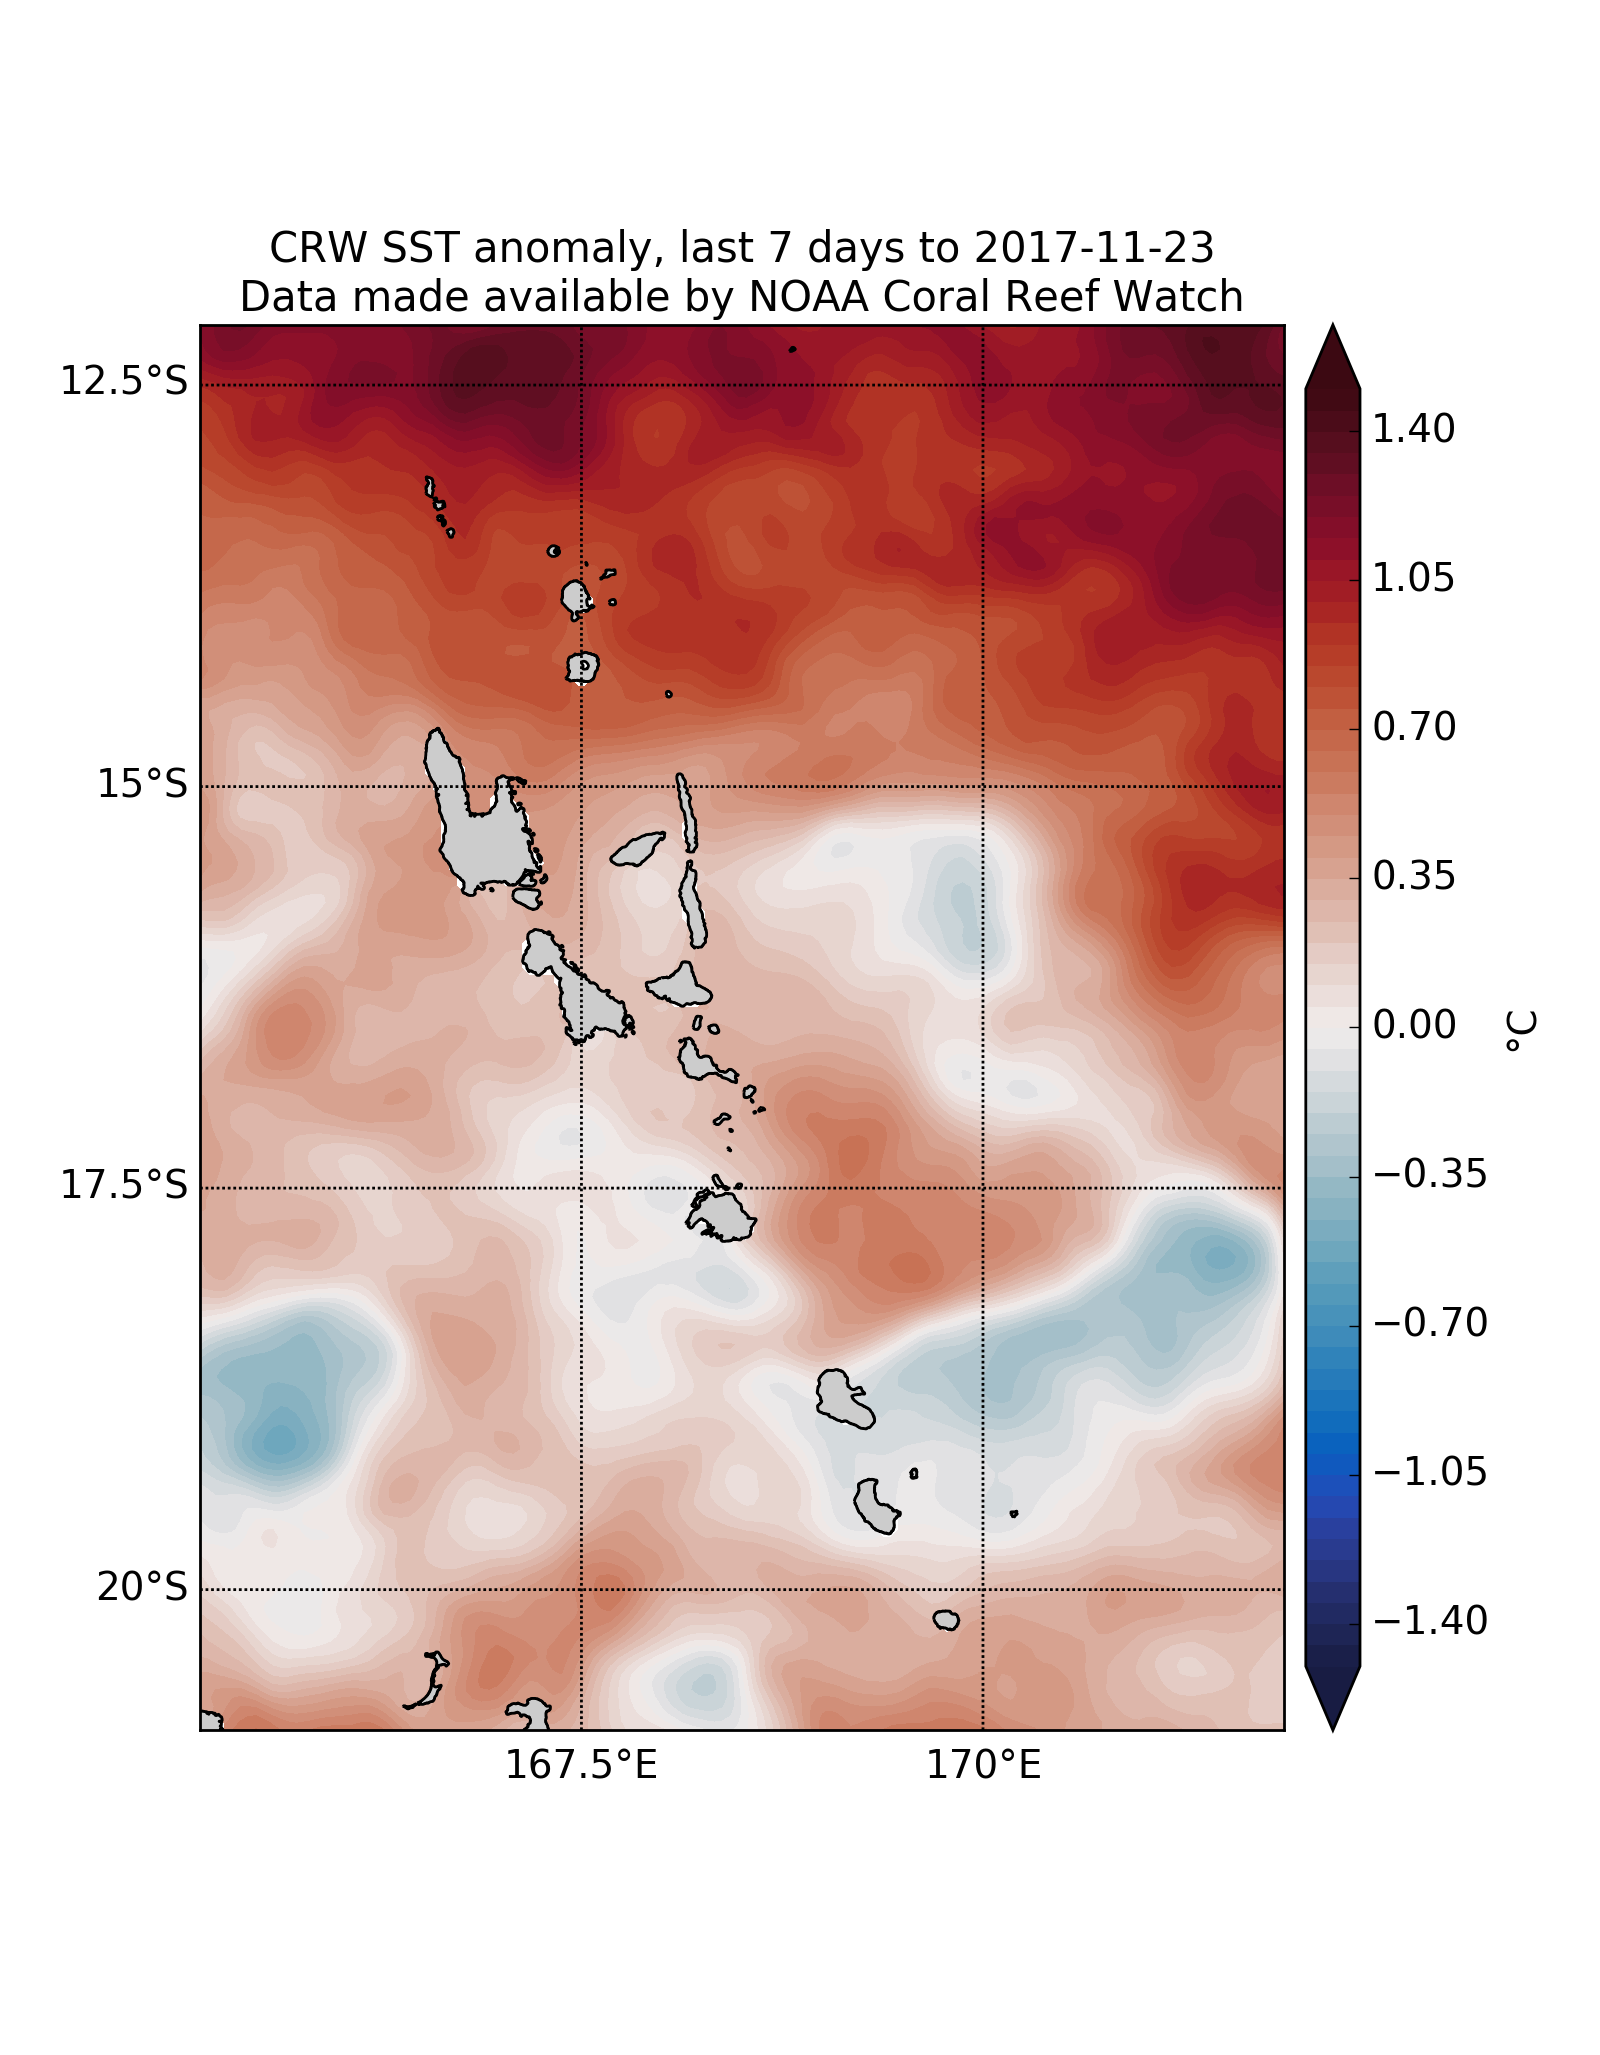 CRW SST anomaly, last 7 days to 2017-11-23
Data made available by NOAA Coral Reef Watch
12.5°S
15°S
17.5°S
20°S
167.5°E
170°E
1.40
1.05
0.70
0.35
0.00
−0.35
−0.70
−1.05
−1.40
°C